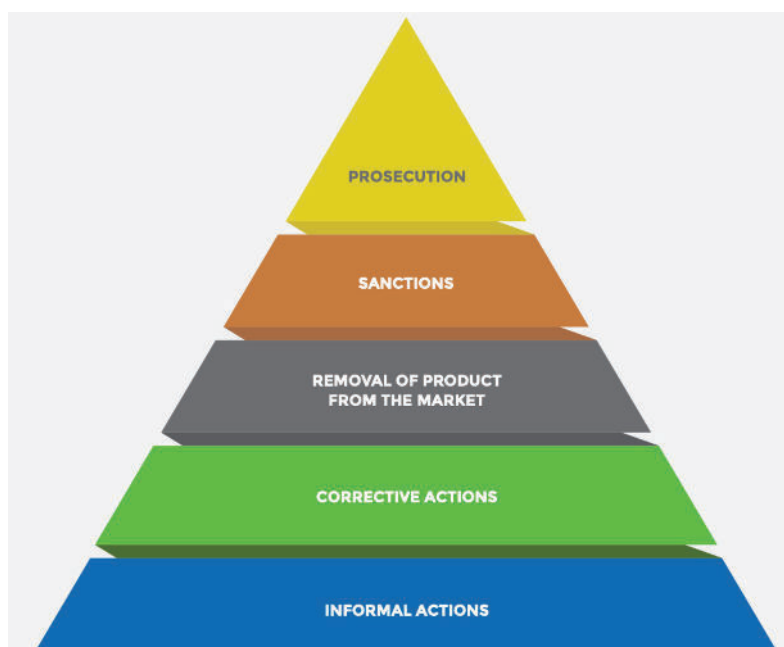 PROSECUTION
SANCTIONS
REMOVAL OF PRODUCT
FROM THE MARKET
CORRECTIVE ACTIONS
INFORMAL ACTIONS